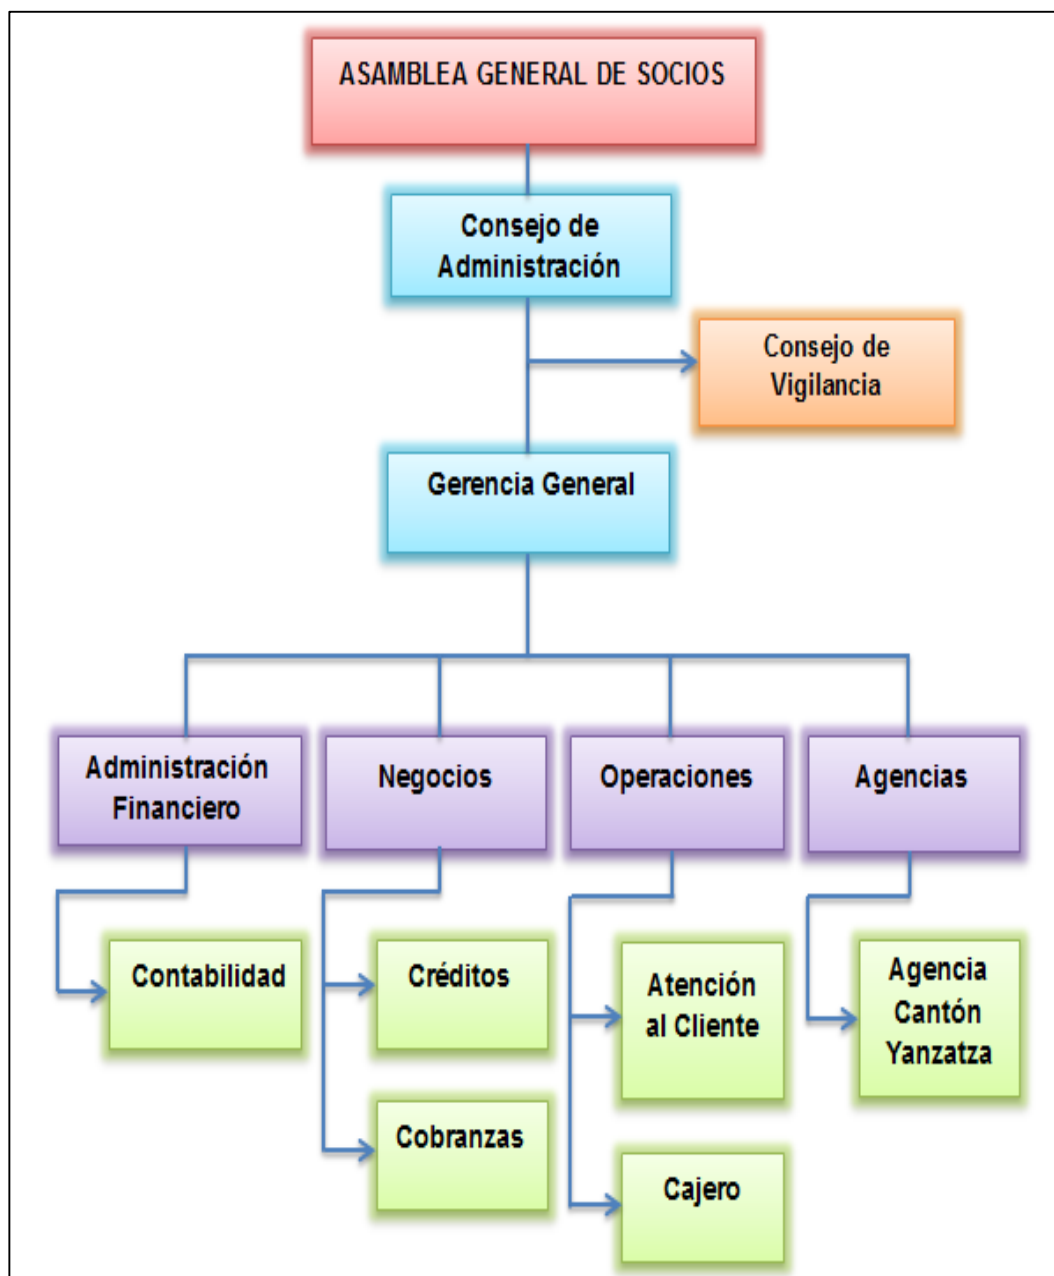 ASAMBLEA GENERAL DE SOCIOS
Consejo de
Administración
Consejo de
Vigilancia
Gerencia General
Administración
Financiero
Negocios
Operaciones
Agencias
Contabilidad
Créditos
Atención
al Cliente
Agencia
Cantón
Yanzatza
Cobranzas
Cajero